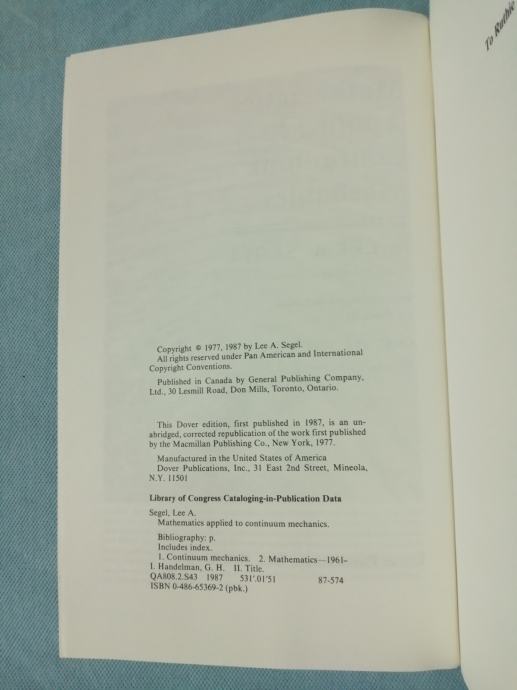 To Ruthie
Copyright © 1977, 1987 by Lee A. Segel.
All rights reserved under Pan American and International
Copyright Conventions.
Published in Canada by General Publishing Company,
Ltd., 30 Lesmill Road, Don Mills, Toronto, Ontario.
This Dover edition, first published in 1987, is an un-
abridged, corrected republication of the work first published
by the Macmillan Publishing Co., New York, 1977.
Manufactured in the United States of America
Dover Publications, Inc., 31 East 2nd Street, Mineola,
N.Y. 11501
Library of Congress Cataloging-in-Publication Data
Segel, Lee A.
Mathematics applied to continuum mechanics.
Bibliography: p.
Includes index.
1. Continuum mechanics. 2. Mathematics—1961-
I. Handelman, G. H. II. Title.
QA808.2.S43 1987 531'.01'51 87-574
ISBN 0-486-65369-2 (pbk.)